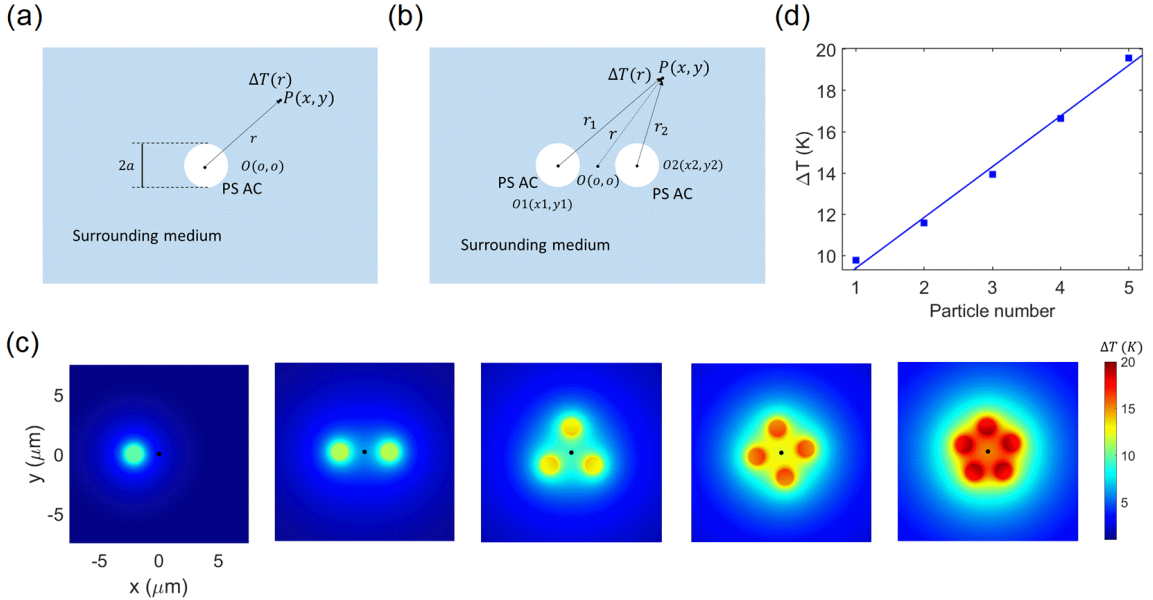 (a)
ΔT(r)
P(x, y)
r
2a
O(o, o)
PS AC
Surrounding medium
(b)
ΔT(r)
P(x, y)
r1
r
r2
PS AC
O(o, o)
O2(x2, y2)
O1(x1, y1)
PS AC
Surrounding medium
(d)
20
18
16
14
12
10
ΔT (K)
1 2 3 4 5
Particle number
(c)
y (μm)
5
0
-5
-5 0 5
x (μm)
ΔT (K)
20
15
10
5